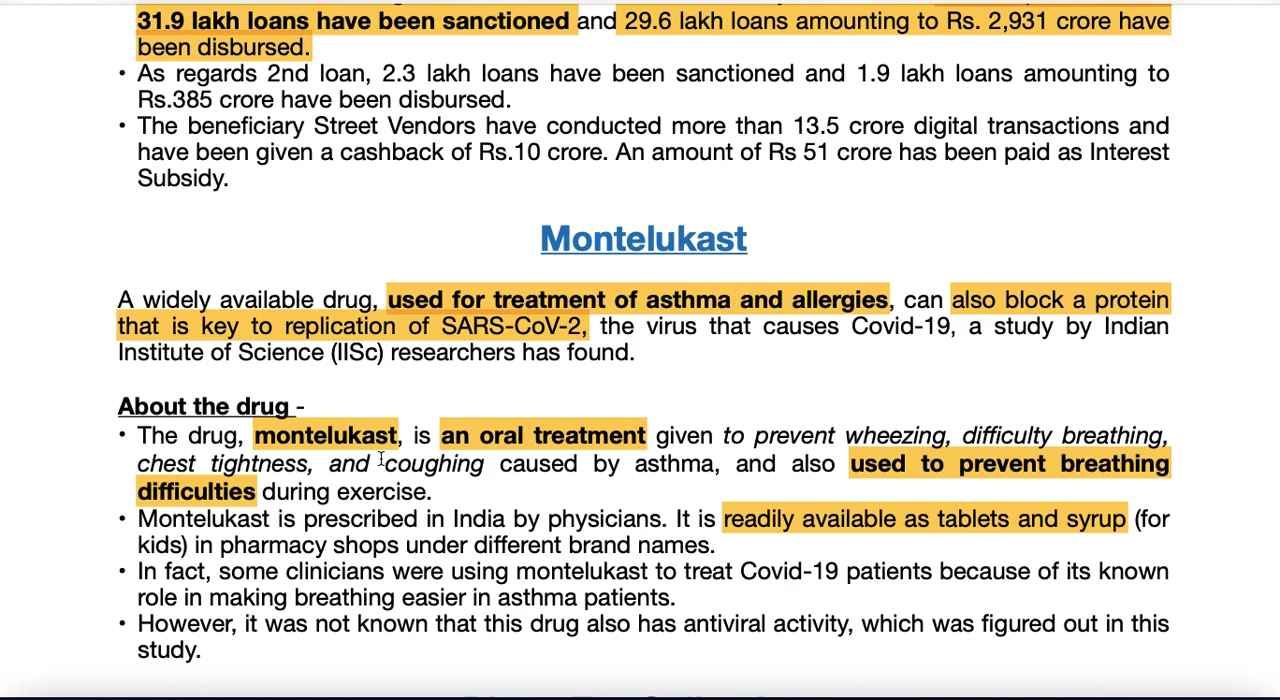 31.9 lakh loans have been sanctioned and 29.6 lakh loans amounting to Rs. 2,931 crore have
been disbursed.
• As regards 2nd loan, 2.3 lakh loans have been sanctioned and 1.9 lakh loans amounting to
Rs.385 crore have been disbursed.
• The beneficiary Street Vendors have conducted more than 13.5 crore digital transactions and
have been given a cashback of Rs.10 crore. An amount of Rs 51 crore has been paid as Interest
Subsidy.
Montelukast
A widely available drug, used for treatment of asthma and allergies, can also block a protein
that is key to replication of SARS-CoV-2, the virus that causes Covid-19, a study by Indian
Institute of Science (IISc) researchers has found.
About the drug -
• The drug, montelukast, is an oral treatment given to prevent wheezing, difficulty breathing,
chest tightness, and coughing caused by asthma, and also used to prevent breathing
difficulties during exercise.
• Montelukast is prescribed in India by physicians. It is readily available as tablets and syrup (for
kids) in pharmacy shops under different brand names.
• In fact, some clinicians were using montelukast to treat Covid-19 patients because of its known
role in making breathing easier in asthma patients.
• However, it was not known that this drug also has antiviral activity, which was figured out in this
study.